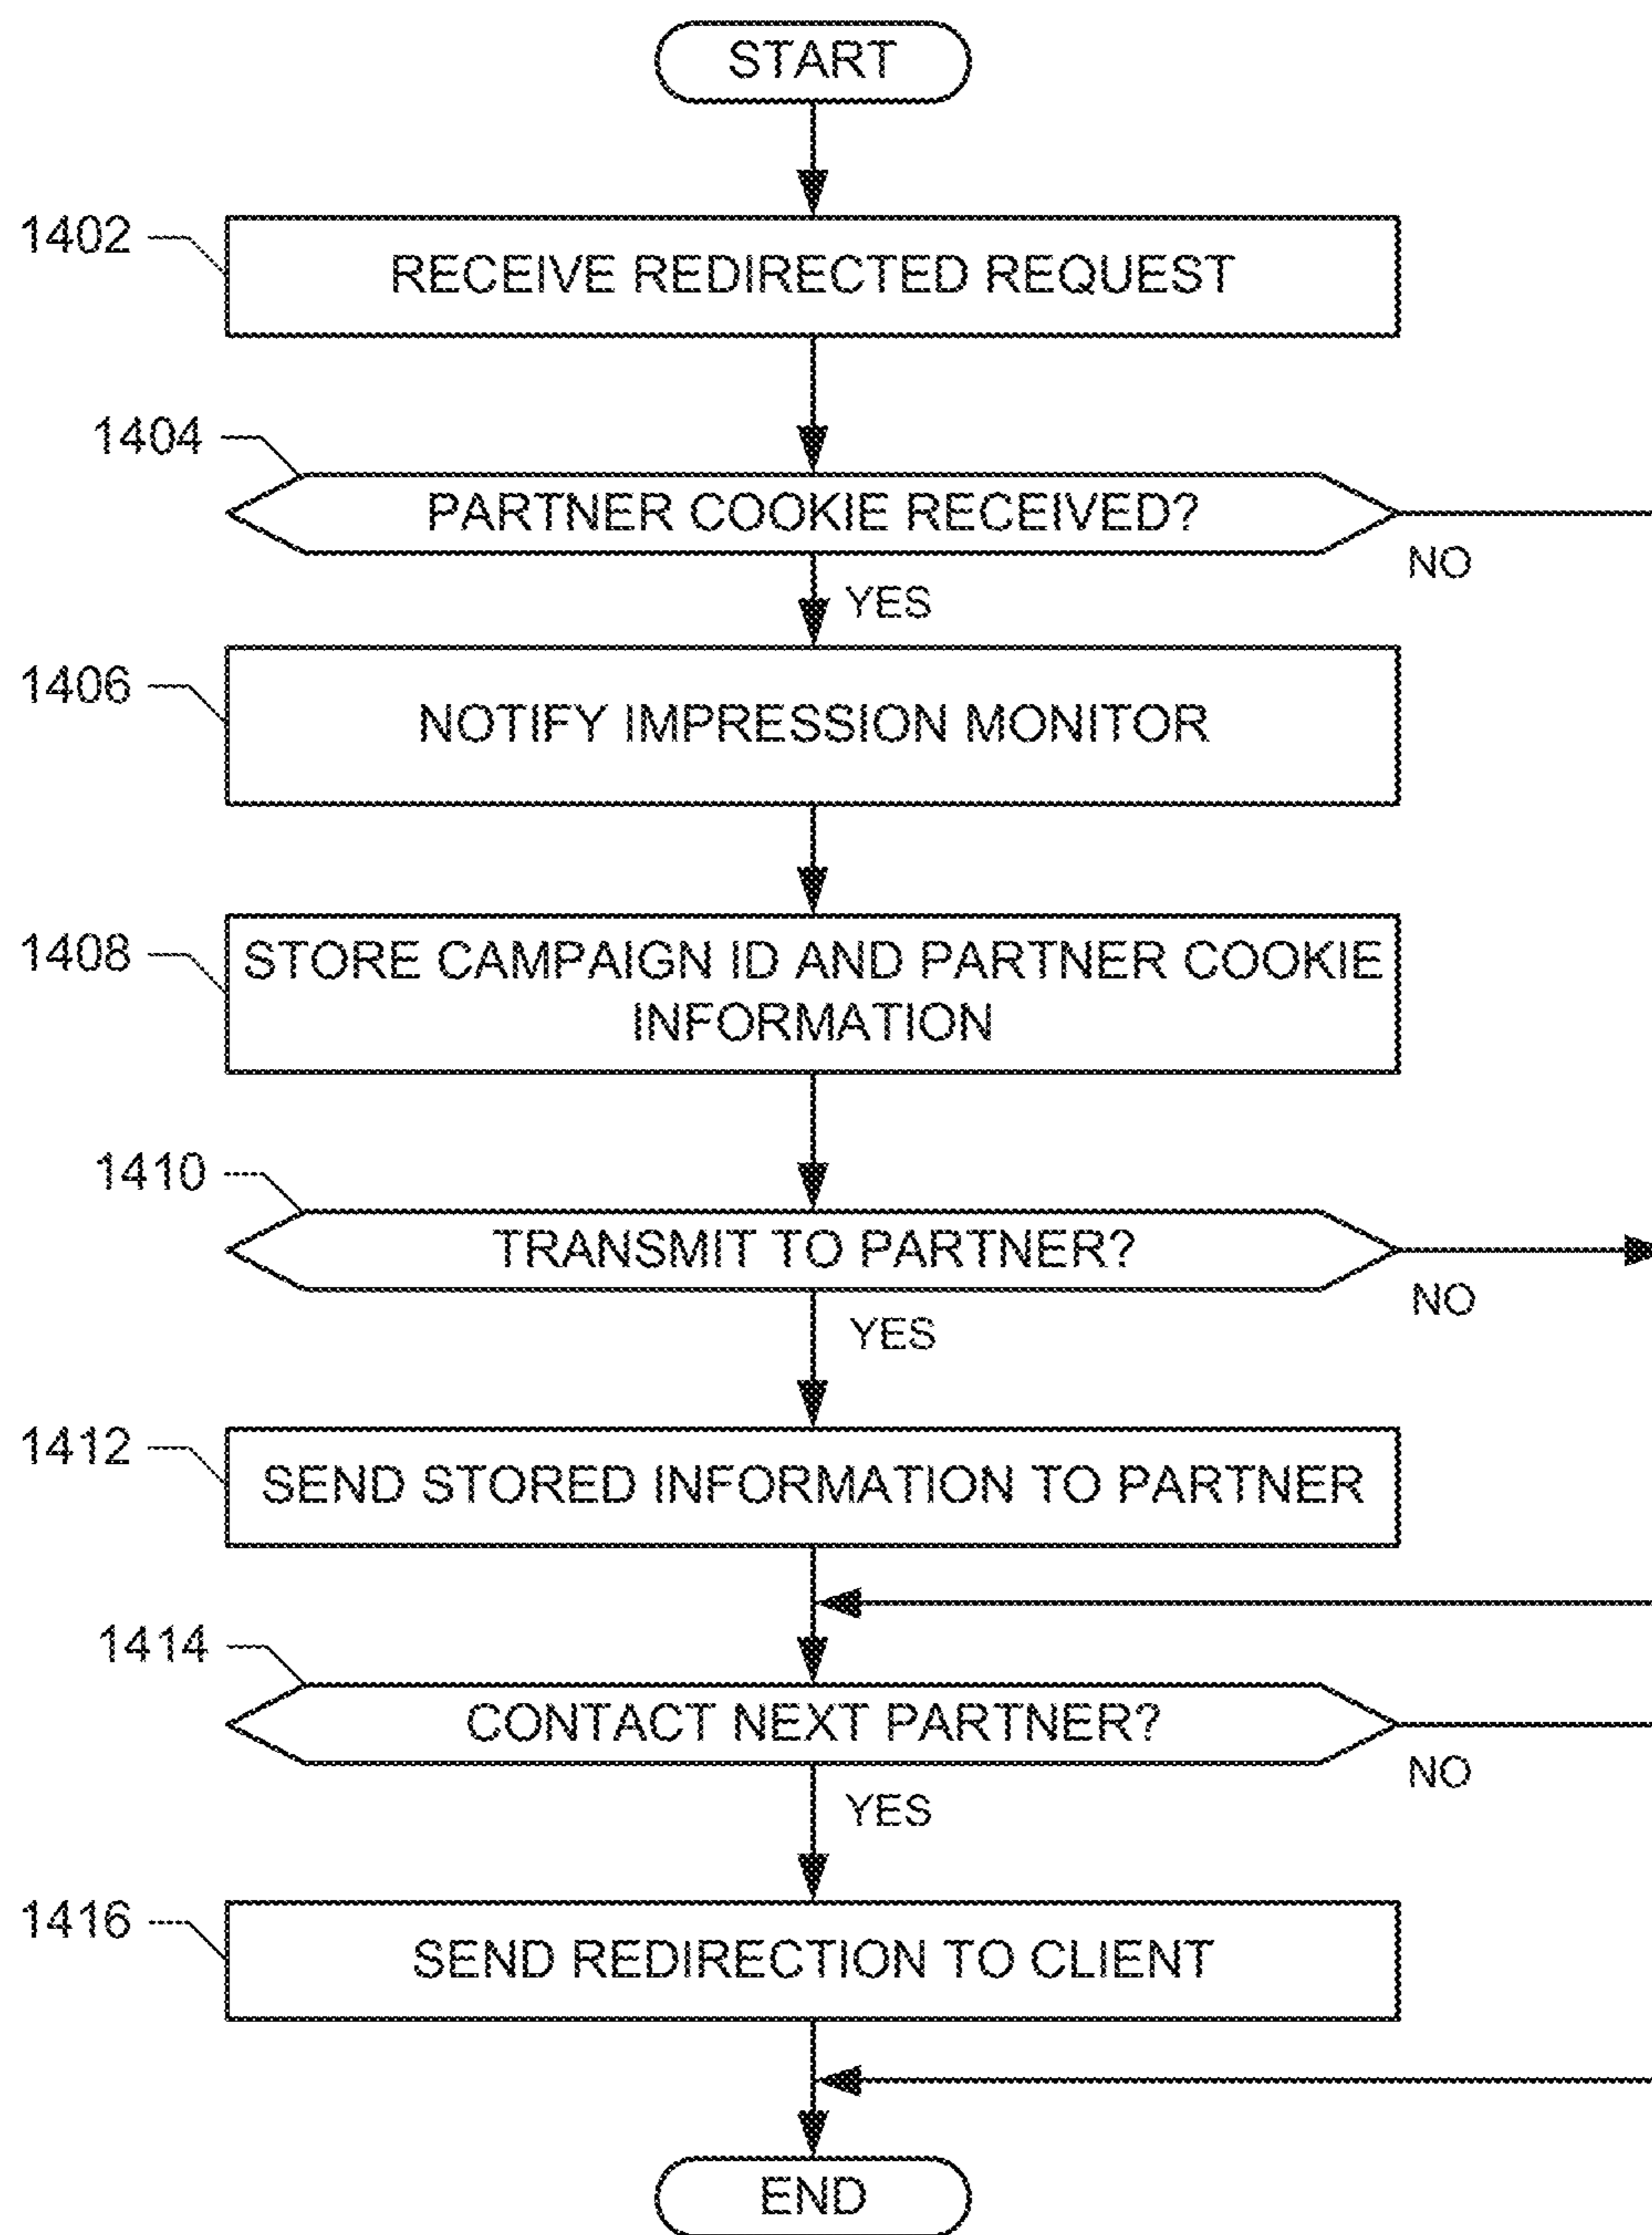 START
1402
RECEIVE REDIRECTED REQUEST
1404
PARTNER COOKIE RECEIVED?
NO
YES
1406
NOTIFY IMPRESSION MONITOR
1408
STORE CAMPAIGN ID AND PARTNER COOKIE
INFORMATION
1410
TRANSMIT TO PARTNER?
NO
YES
1412
SEND STORED INFORMATION TO PARTNER
1414
CONTACT NEXT PARTNER?
NO
YES
1416
SEND REDIRECTION TO CLIENT
END